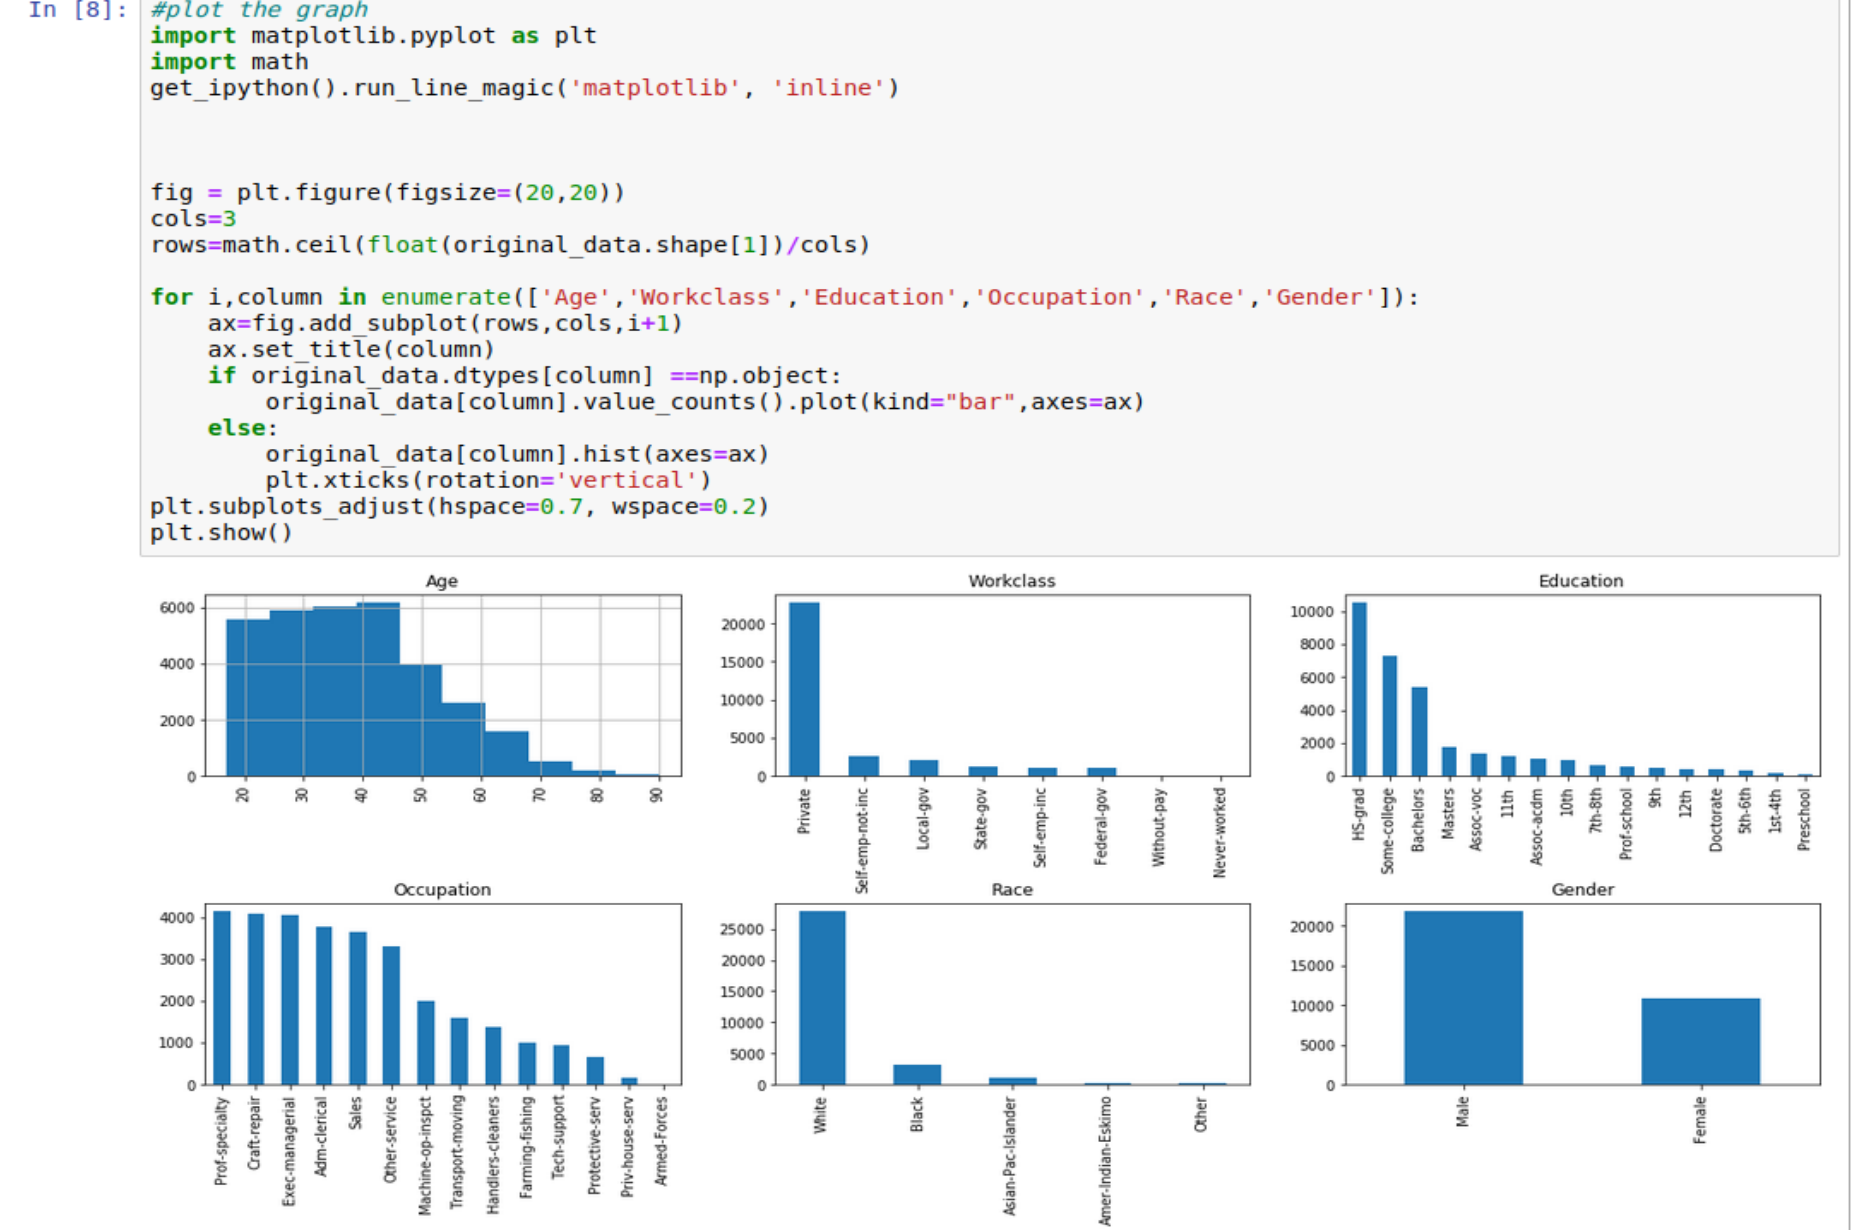 In [8]:
#plot the graph
import matplotlib.pyplot as plt
import math
get_ipython().run_line_magic('matplotlib', 'inline')
fig = plt.figure(figsize=(20,20))
cols=3
rows=math.ceil(float(original_data.shape[1])/cols)
for i,column in enumerate(['Age','Workclass','Education','Occupation','Race','Gender']):
    ax=fig.add_subplot(rows,cols,i+1)
    ax.set_title(column)
    if original_data.dtypes[column] ==np.object:
        original_data[column].value_counts().plot(kind="bar",axes=ax)
    else:
        original_data[column].hist(axes=ax)
        plt.xticks(rotation='vertical')
plt.subplots_adjust(hspace=0.7, wspace=0.2)
plt.show()
Age
6000
4000
2000
0
20
30
40
50
60
70
80
90
Workclass
20000
15000
10000
5000
0
Private
Self-emp-not-inc
Local-gov
State-gov
Self-emp-inc
Federal-gov
Without-pay
Never-worked
Education
10000
8000
6000
4000
2000
0
HS-grad
Some-college
Bachelors
Masters
Assoc-voc
11th
Assoc-acdm
10th
7th-8th
Prof-school
9th
12th
Doctorate
5th-6th
1st-4th
Preschool
Occupation
4000
3000
2000
1000
0
Prof-specialty
Craft-repair
Exec-managerial
Adm-clerical
Sales
Other-service
Machine-op-inspct
Transport-moving
Handlers-cleaners
Farming-fishing
Tech-support
Protective-serv
Priv-house-serv
Armed-Forces
Race
25000
20000
15000
10000
5000
0
White
Black
Asian-Pac-Islander
Amer-Indian-Eskimo
Other
Gender
20000
15000
10000
5000
0
Male
Female